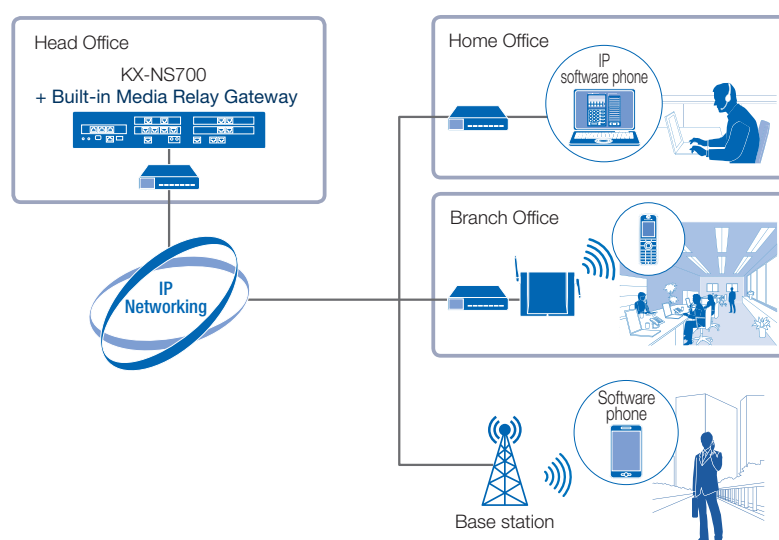 Head Office
KX-NS700
+ Built-in Media Relay Gateway
IP
Networking
Home Office
IP
software phone
Branch Office
Software
phone
Base station